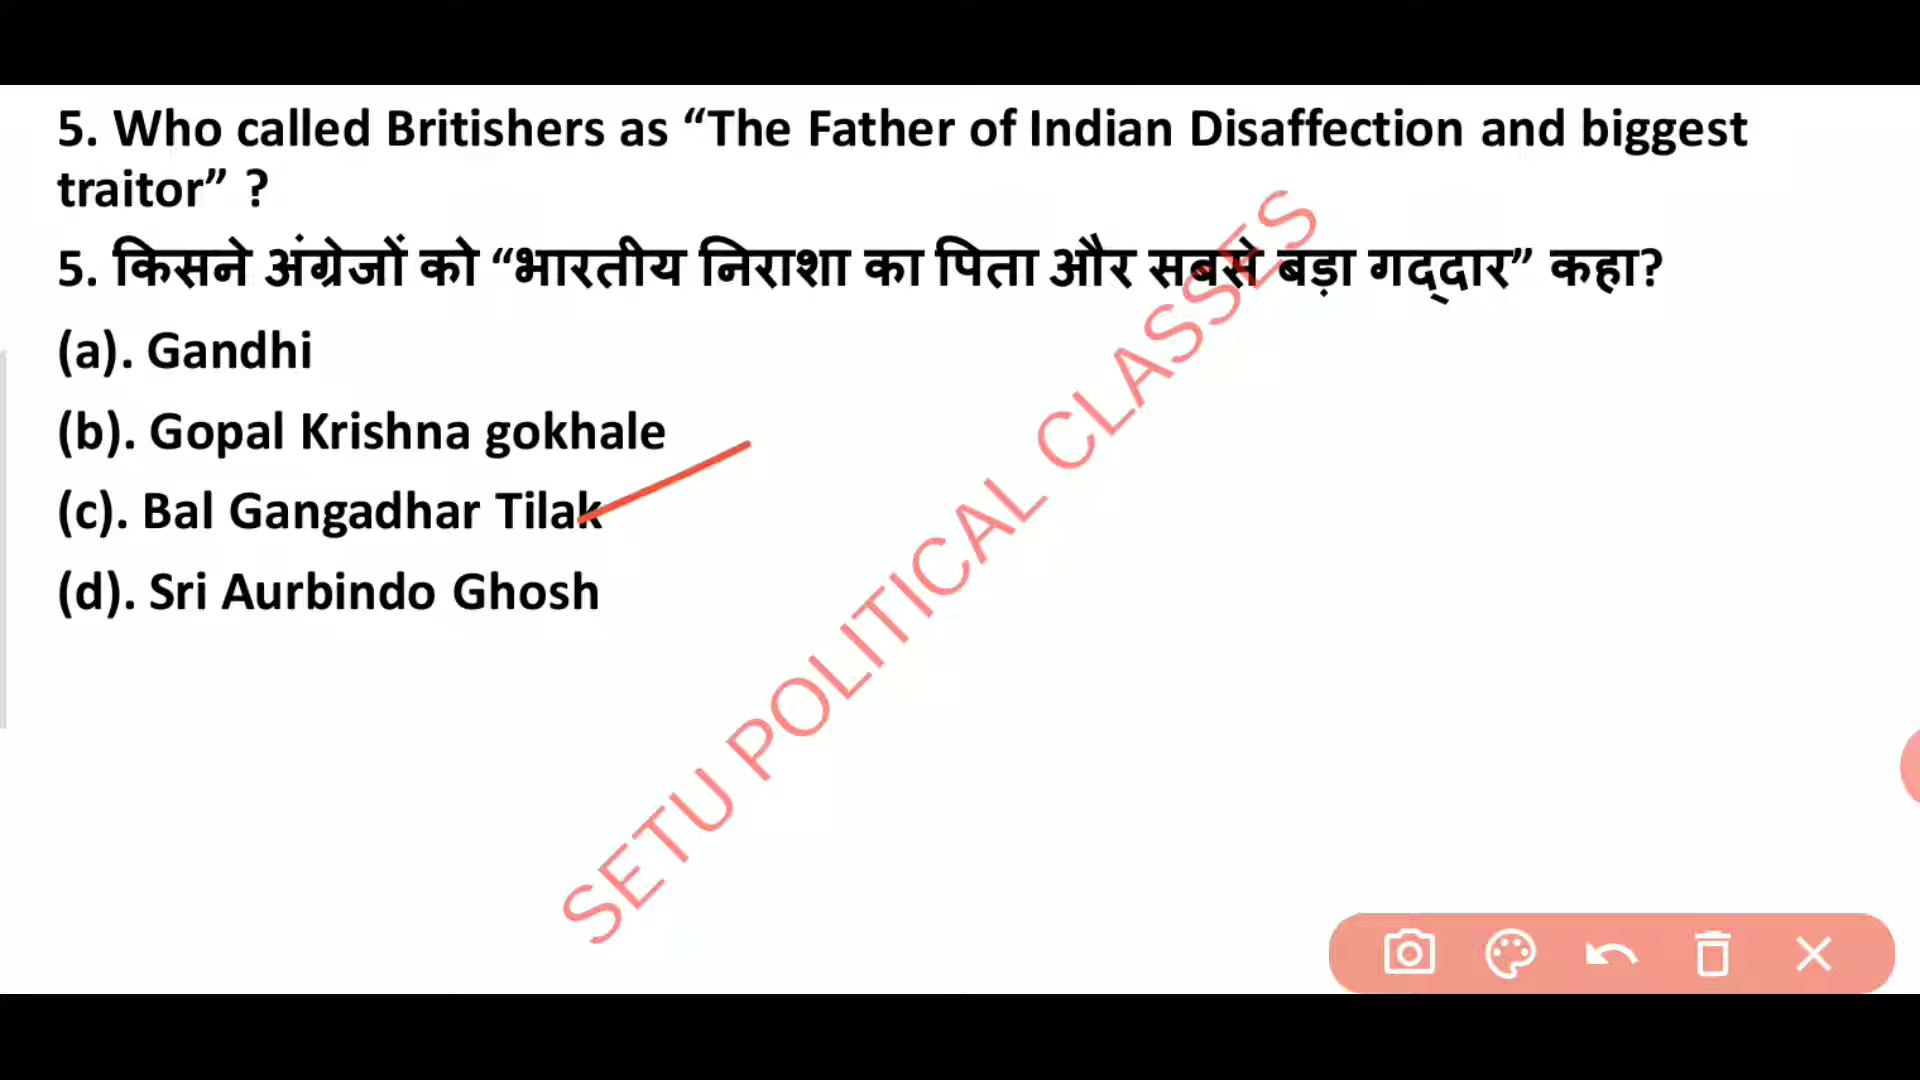 5. Who called Britishers as “The Father of Indian Disaffection and biggest
traitor” ?
5. किसने अंग्रेजों को “भारतीय निराशा का पिता और सबसे बड़ा गद्‌दार” कहा?
(a). Gandhi
(b). Gopal Krishna gokhale
(c). Bal Gangadhar Tilak
(d). Sri Aurbindo Ghosh
SETU POLITICAL CLASSES